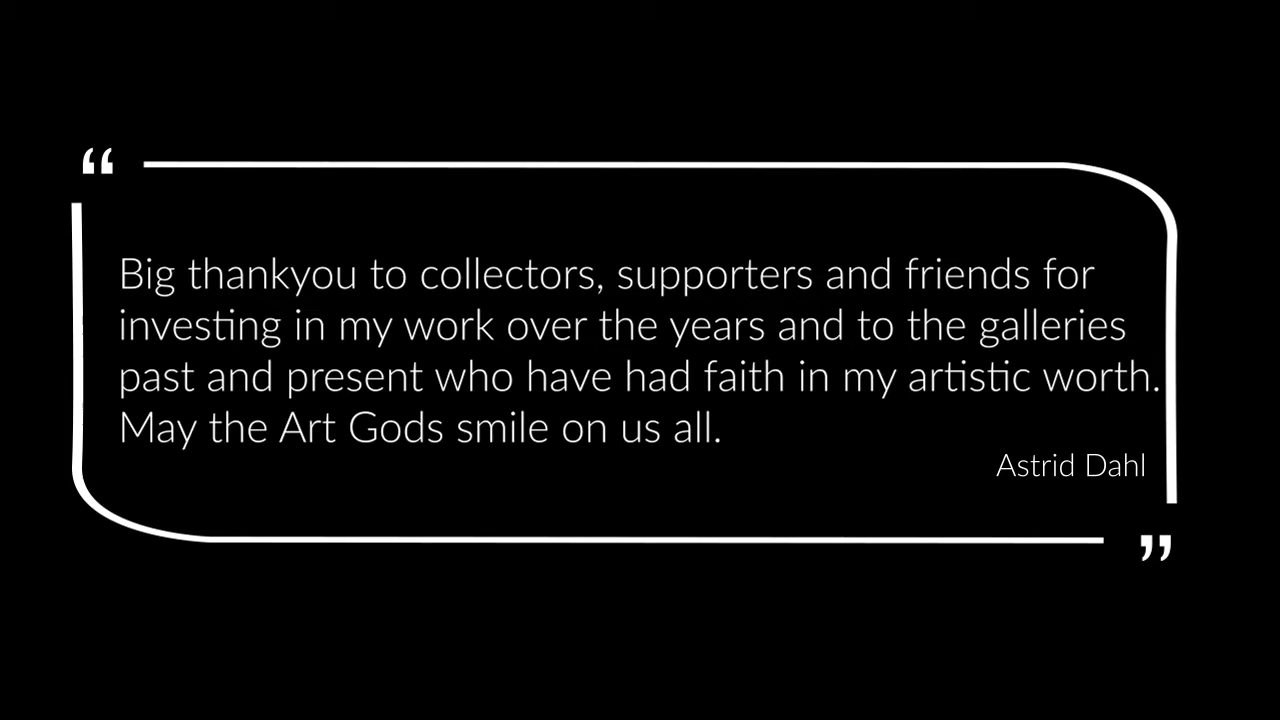 “
Big thankyou to collectors, supporters and friends for
investing in my work over the years and to the galleries
past and present who have had faith in my artistic worth.
May the Art Gods smile on us all.
Astrid Dahl
”